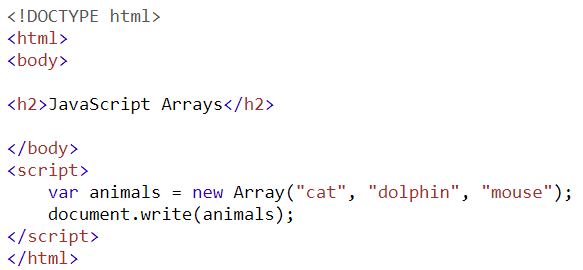 <!DOCTYPE html>
<html>
<body>
<h2>JavaScript Arrays</h2>
</body>
<script>
    var animals = new Array("cat", "dolphin", "mouse");
    document.write(animals);
</script>
</html>